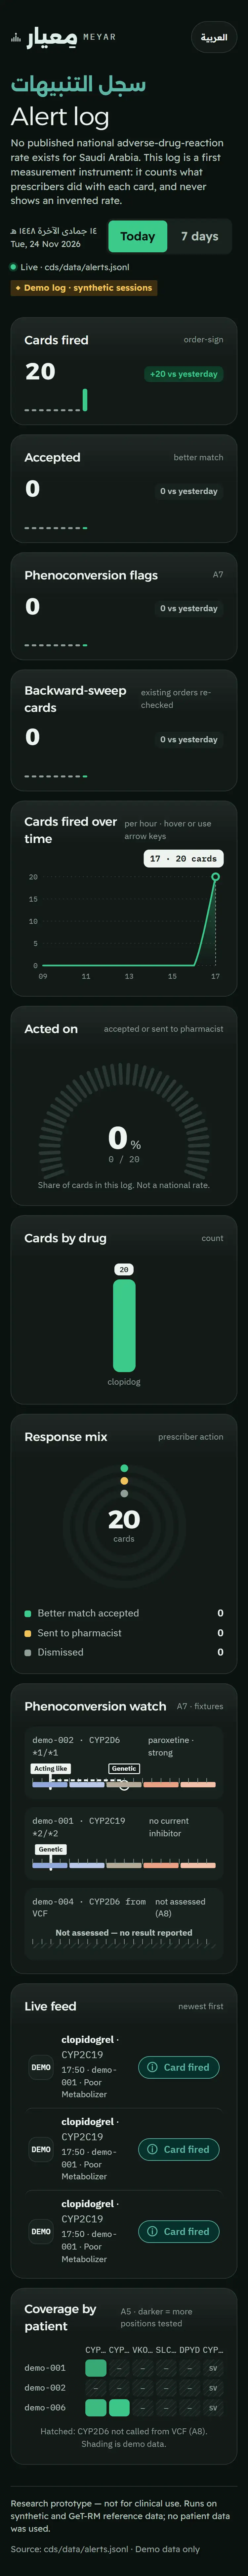 مِعيار MEYAR
العربية
سجل التنبيهات
Alert log
No published national adverse-drug-reaction
rate exists for Saudi Arabia. This log is a first
measurement instrument: it counts what
prescribers did with each card, and never
shows an invented rate.
١٤ جمادى الآخرة ١٤٤٨ هـ
Tue, 24 Nov 2026
Today
7 days
Live · cds/data/alerts.jsonl
Demo log · synthetic sessions
Cards fired
order-sign
20
+20 vs yesterday
Accepted
better match
0
0 vs yesterday
Phenoconversion flags
A7
0
0 vs yesterday
Backward-sweep
cards
existing orders re-
checked
0
0 vs yesterday
Cards fired over
time
per hour · hover or use
arrow keys
17 · 20 cards
20
15
10
5
0
09 11 13 15 17
Acted on
accepted or sent to pharmacist
0 %
0 / 20
Share of cards in this log. Not a national rate.
Cards by drug
count
20
clopidog
Response mix
prescriber action
20
cards
Better match accepted 0
Sent to pharmacist 0
Dismissed 0
Phenoconversion watch
A7 · fixtures
demo-002 · CYP2D6
*1/*1
paroxetine ·
strong
Acting like
Genetic
demo-001 · CYP2C19
*2/*2
no current
inhibitor
Genetic
demo-004 · CYP2D6 from
VCF
not assessed
(A8)
Not assessed — no result reported
Live feed
newest first
DEMO
clopidogrel ·
CYP2C19
17:50 · demo-
001 · Poor
Metabolizer
Card fired
DEMO
clopidogrel ·
CYP2C19
17:50 · demo-
001 · Poor
Metabolizer
Card fired
DEMO
clopidogrel ·
CYP2C19
17:50 · demo-
001 · Poor
Metabolizer
Card fired
Coverage by
patient
A5 · darker = more
positions tested
CYP… CYP… VKO… SLC… DPYD CYP…
demo-001 – – – – SV
demo-002 – – – – – SV
demo-006 – – – SV
Hatched: CYP2D6 not called from VCF (A8).
Shading is demo data.
Research prototype — not for clinical use. Runs on
synthetic and GeT-RM reference data; no patient data
was used.
Source: cds/data/alerts.jsonl · Demo data only